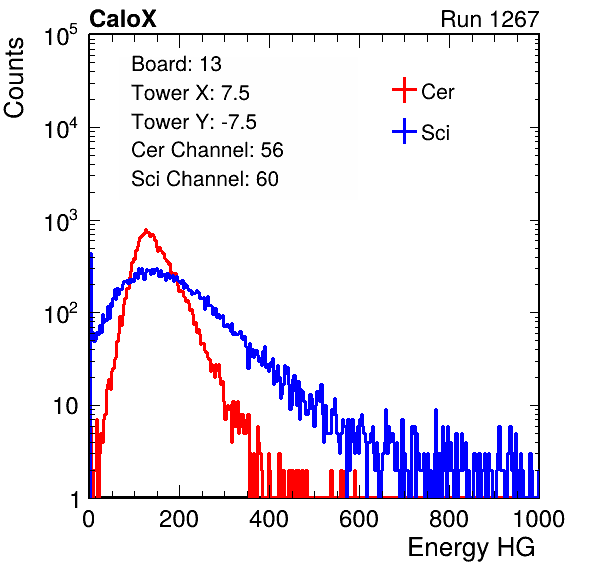 CaloX Run 1267
Counts
10^5
10^4
10^3
10^2
10
1
Board: 13
Tower X: 7.5
Tower Y: -7.5
Cer Channel: 56
Sci Channel: 60
Cer
Sci
0 200 400 600 800 1000
Energy HG